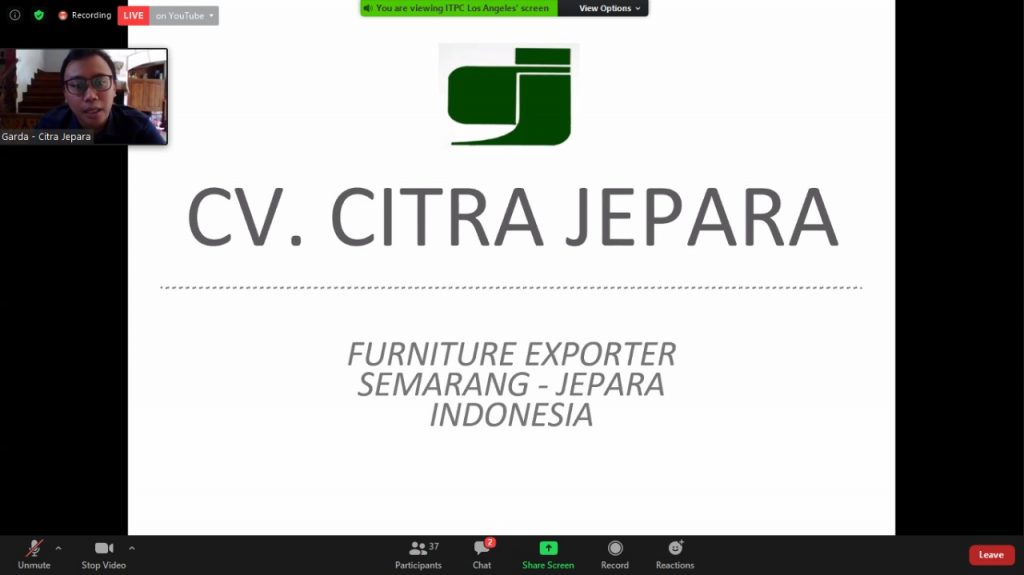 Recording
LIVE on YouTube
You are viewing ITPC Los Angeles' screen
View Options
Garda - Citra Jepara
CV. CITRA JEPARA
FURNITURE EXPORTER
SEMARANG - JEPARA
INDONESIA
37
2
Unmute
Stop Video
Participants
Chat
Share Screen
Record
Reactions
Leave